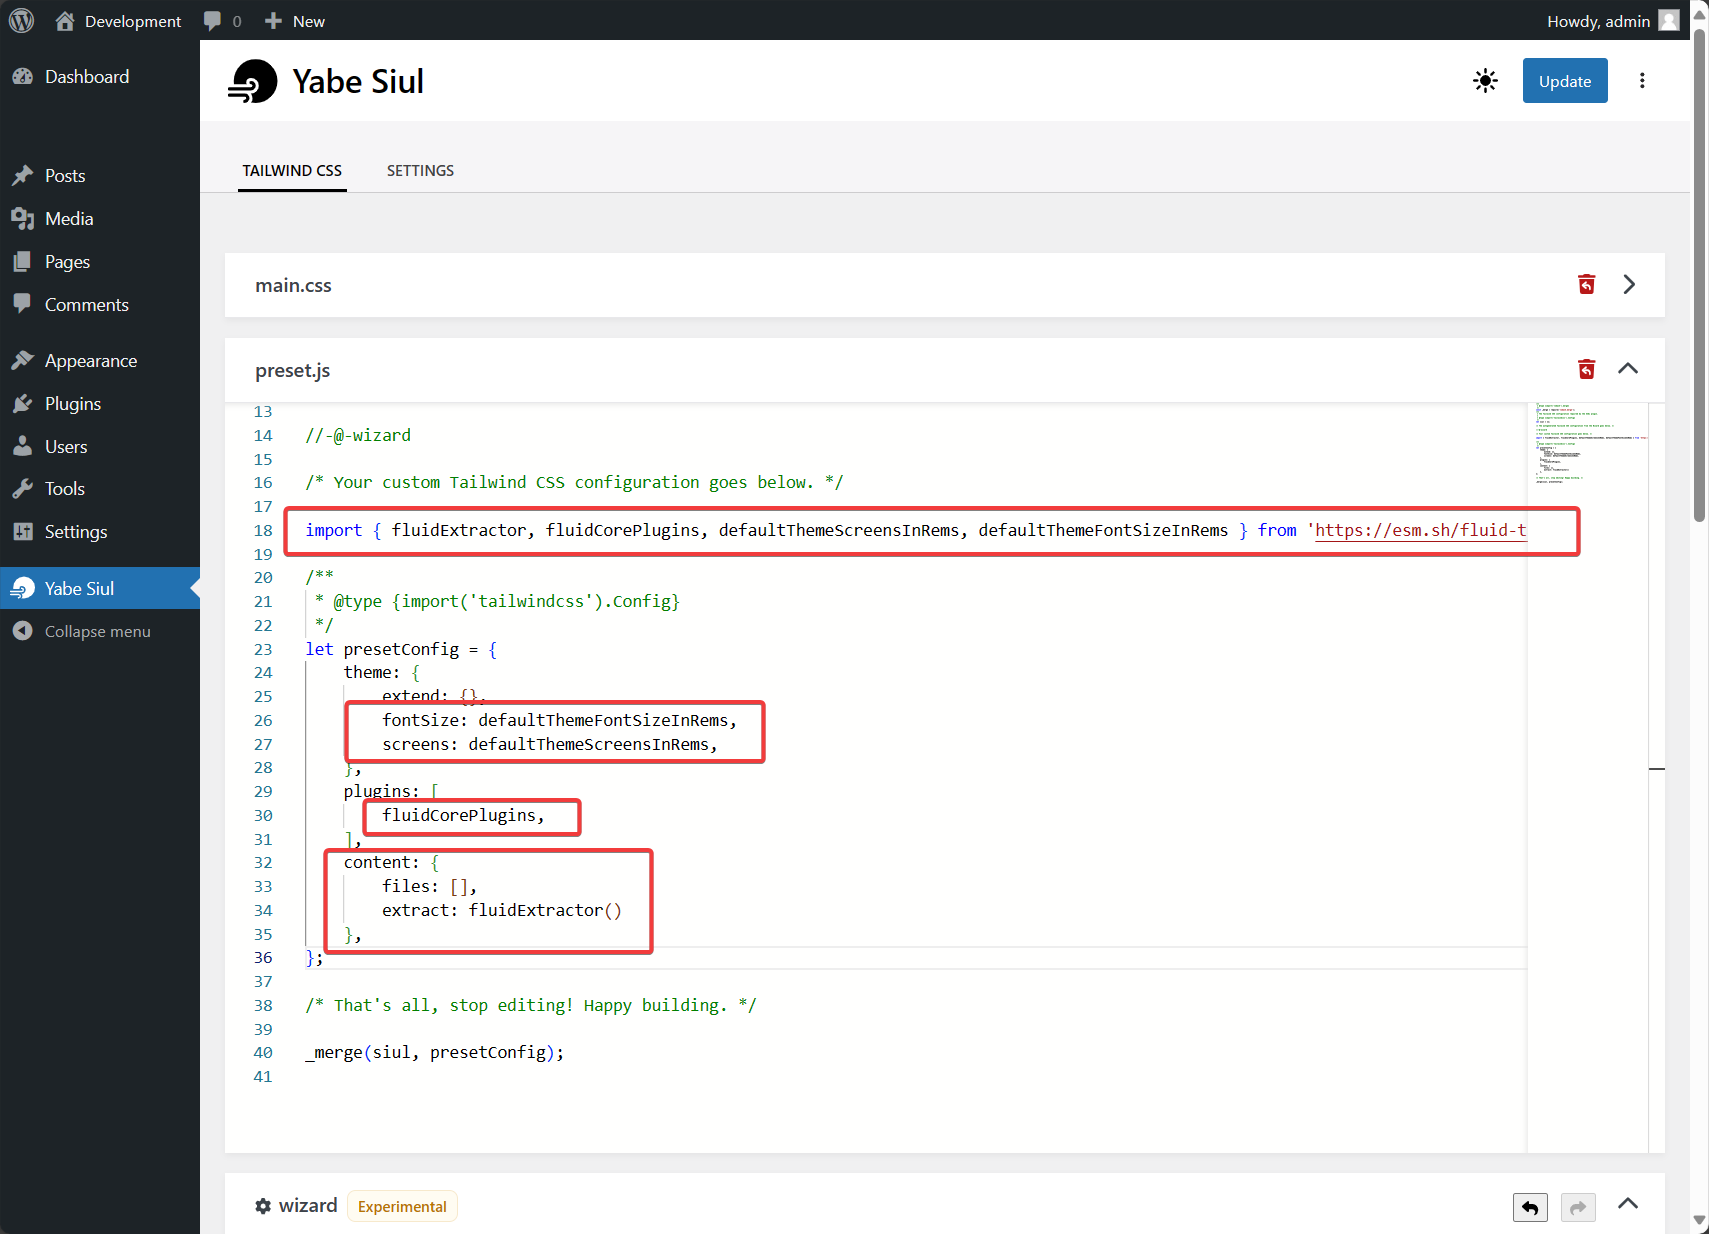 Development
0
New
Howdy, admin
Dashboard
Posts
Media
Pages
Comments
Appearance
Plugins
Users
Tools
Settings
Yabe Siul
Collapse menu
Yabe Siul
Update
TAILWIND CSS
SETTINGS
main.css
preset.js
13
14 //-@-wizard
15
16 /* Your custom Tailwind CSS configuration goes below. */
17
18 import { fluidExtractor, fluidCorePlugins, defaultThemeScreensInRems, defaultThemeFontSizeInRems } from 'https://esm.sh/fluid-t
19
20 /**
21 * @type {import('tailwindcss').Config}
22 */
23 let presetConfig = {
24 theme: {
25 extend: {},
26 fontSize: defaultThemeFontSizeInRems,
27 screens: defaultThemeScreensInRems,
28 },
29 plugins: [
30 fluidCorePlugins,
31 ],
32 content: {
33 files: [],
34 extract: fluidExtractor()
35 },
36 };
37
38 /* That's all, stop editing! Happy building. */
39
40 _merge(siul, presetConfig);
41
wizard
Experimental